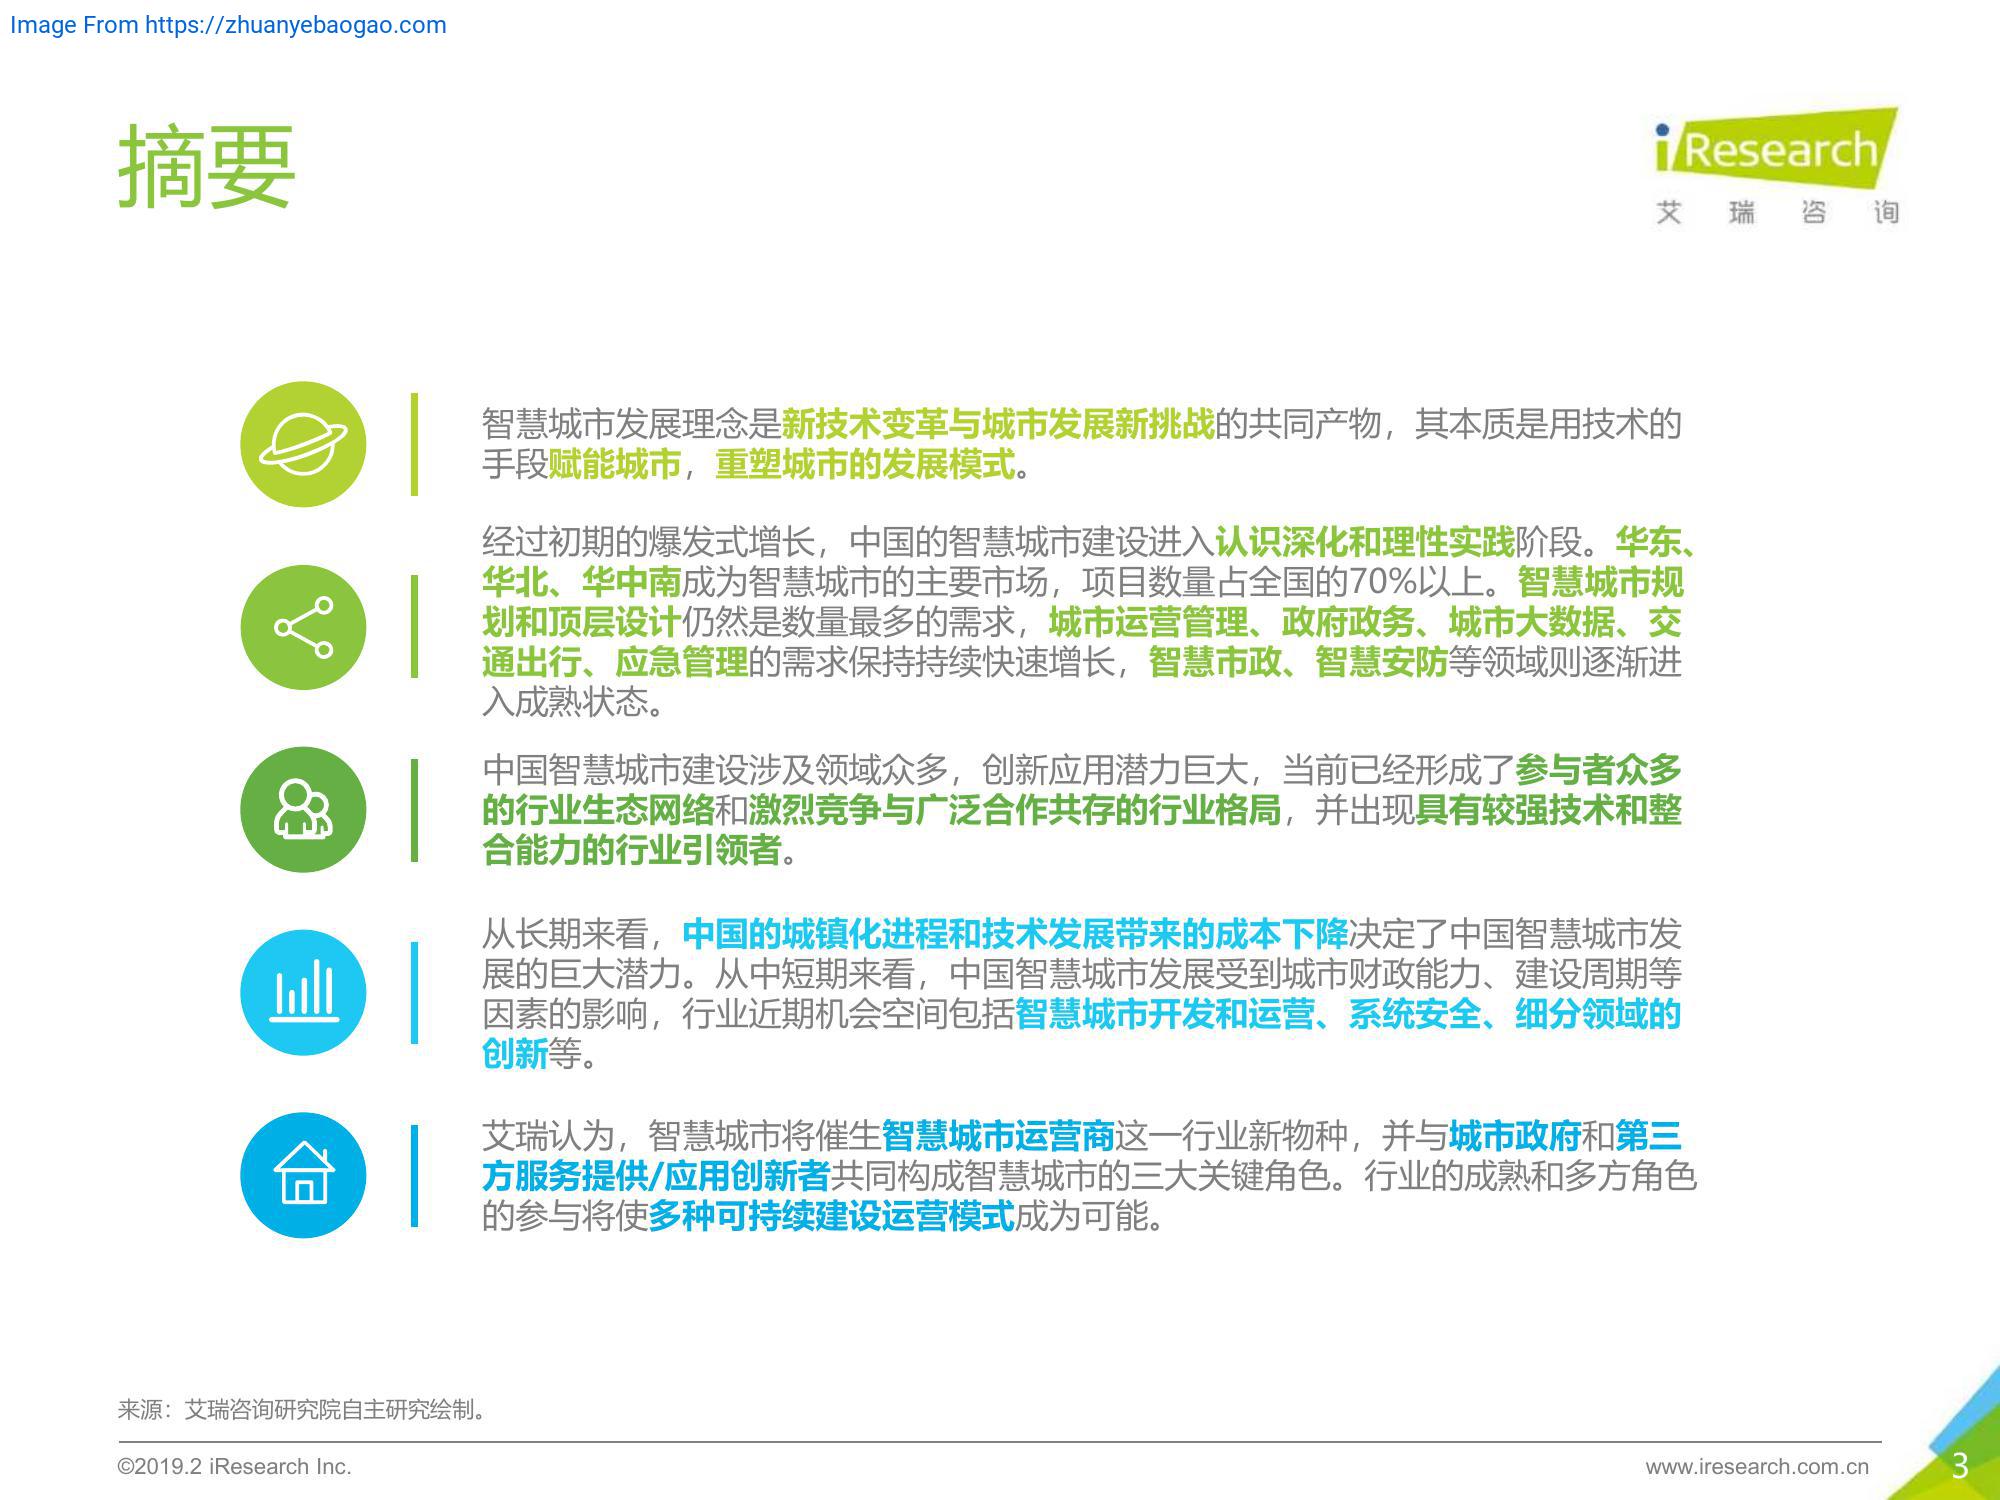 Image From https://zhuanyebaogao.com
摘要
iResearch
艾 瑞 咨 询
智慧城市发展理念是新技术变革与城市发展新挑战的共同产物，其本质是用技术的
手段赋能城市，重塑城市的发展模式。
经过初期的爆发式增长，中国的智慧城市建设进入认识深化和理性实践阶段。华东、
华北、华中南成为智慧城市的主要市场，项目数量占全国的70%以上。智慧城市规
划和顶层设计仍然是数量最多的需求，城市运营管理、政府政务、城市大数据、交
通出行、应急管理的需求保持持续快速增长，智慧市政、智慧安防等领域则逐渐进
入成熟状态。
中国智慧城市建设涉及领域众多，创新应用潜力巨大，当前已经形成了参与者众多
的行业生态网络和激烈竞争与广泛合作共存的行业格局，并出现具有较强技术和整
合能力的行业引领者。
从长期来看，中国的城镇化进程和技术发展带来的成本下降决定了中国智慧城市发
展的巨大潜力。从中短期来看，中国智慧城市发展受到城市财政能力、建设周期等
因素的影响，行业近期机会空间包括智慧城市开发和运营、系统安全、细分领域的
创新等。
艾瑞认为，智慧城市将催生智慧城市运营商这一行业新物种，并与城市政府和第三
方服务提供/应用创新者共同构成智慧城市的三大关键角色。行业的成熟和多方角色
的参与将使多种可持续建设运营模式成为可能。
来源：艾瑞咨询研究院自主研究绘制。
©2019.2 iResearch Inc.
www.iresearch.com.cn
3